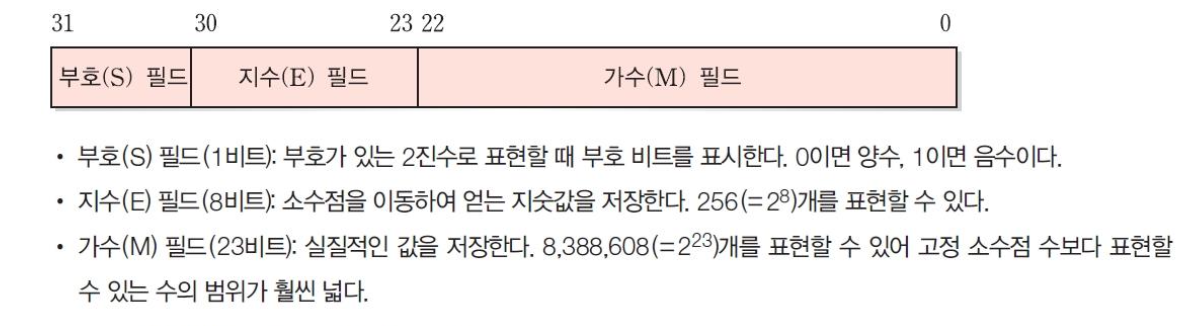 31 30 23 22 0
부호(S) 필드 지수(E) 필드 가수(M) 필드
• 부호(S) 필드(1비트): 부호가 있는 2진수로 표현할 때 부호 비트를 표시한다. 0이면 양수, 1이면 음수이다.
• 지수(E) 필드(8비트): 소수점을 이동하여 얻는 지숫값을 저장한다. 256(=2⁸)개를 표현할 수 있다.
• 가수(M) 필드(23비트): 실질적인 값을 저장한다. 8,388,608(=2²³)개를 표현할 수 있어 고정 소수점 수보다 표현할
수 있는 수의 범위가 훨씬 넓다.